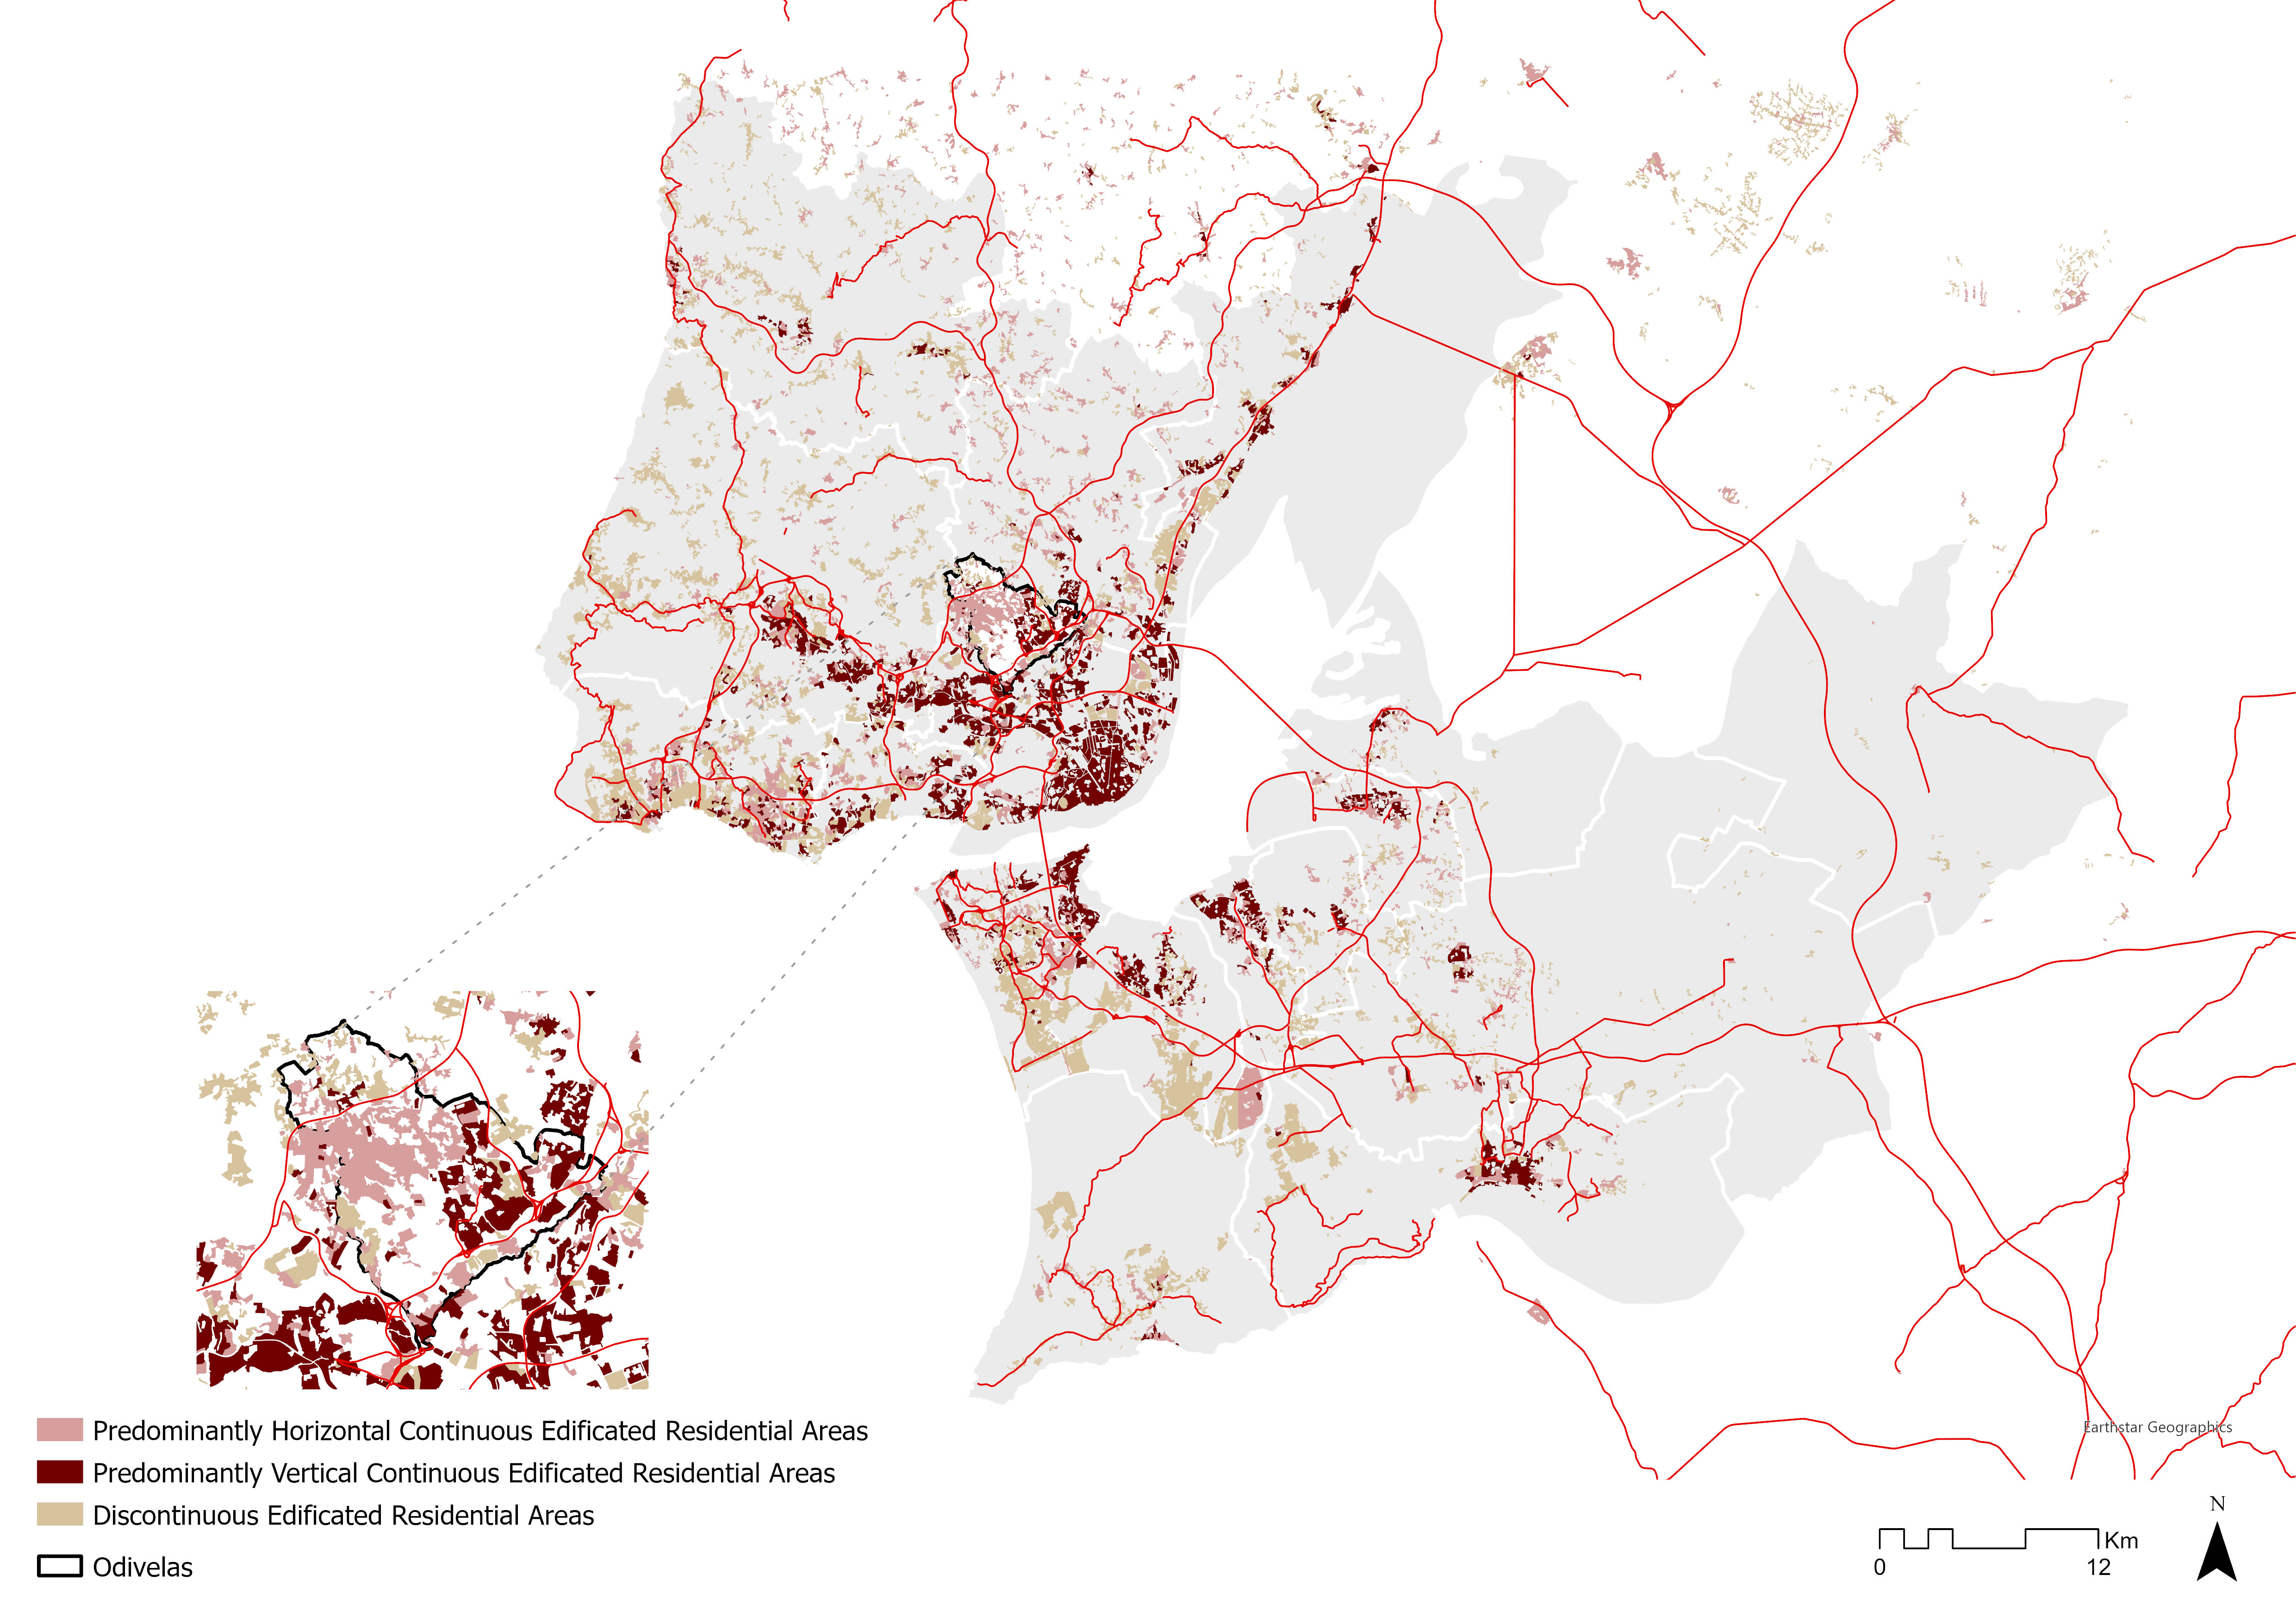 Predominantly Horizontal Continuous Edificated Residential Areas
Predominantly Vertical Continuous Edificated Residential Areas
Discontinuous Edificated Residential Areas
Odivelas
Earthstar Geographics
N
Km
0 12